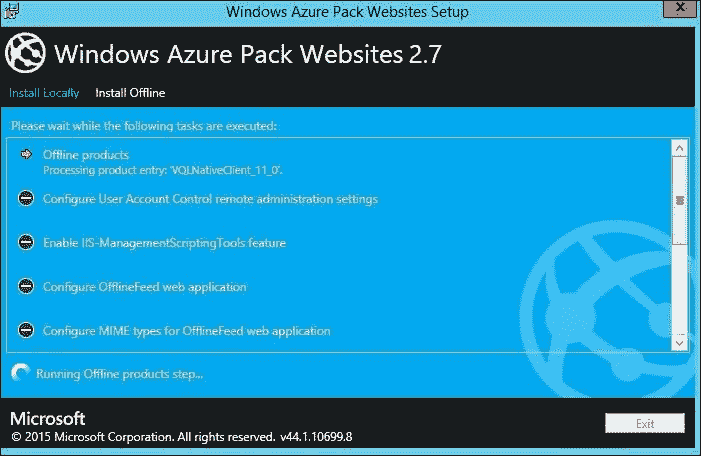 Windows Azure Pack Websites Setup
X
Windows Azure Pack Websites 2.7
Install Locally Install Offline
Please wait while the following tasks are executed:
Offline products
Processing product entry: 'VQLNativeClient_11_0'.
Configure User Account Control remote administration settings
Enable IIS-ManagementScriptingTools feature
Configure OfflineFeed web application
Configure MIME types for OfflineFeed web application
Running Offline products step...
Microsoft
Exit
© 2015 Microsoft Corporation. All rights reserved. v44.1.10699.8